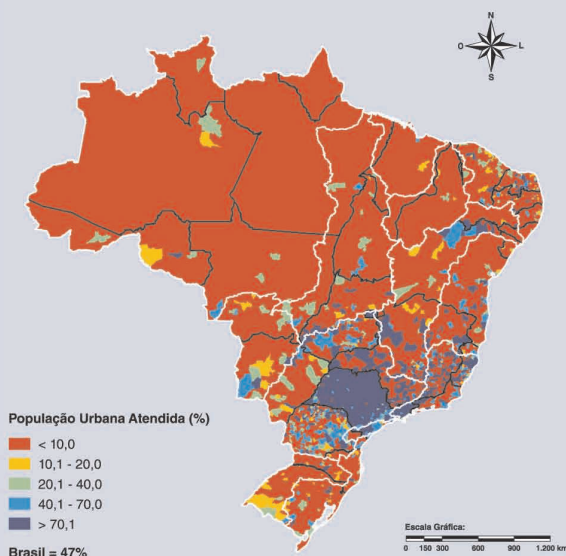 N
O
L
S
População Urbana Atendida (%)
< 10,0
10,1 - 20,0
20,1 - 40,0
40,1 - 70,0
> 70,1
Brasil = 47%
Escala Gráfica:
0 150 300 600 900 1.200 km